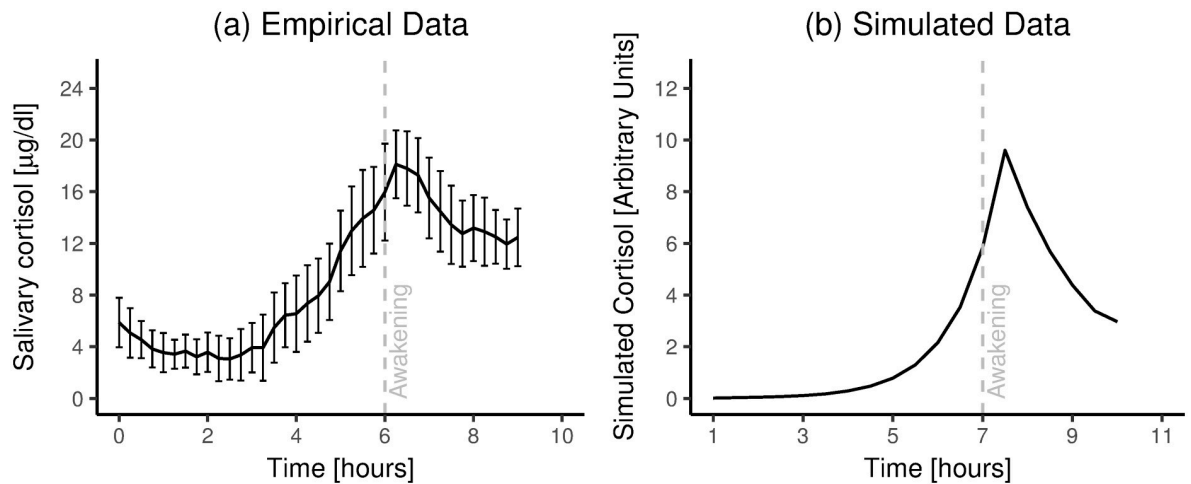 (a) Empirical Data
Salivary cortisol [µg/dl]
24
20
16
12
8
4
0
Awakening
0 2 4 6 8 10
Time [hours]
(b) Simulated Data
Simulated Cortisol [Arbitrary Units]
12
10
8
6
4
2
0
Awakening
1 3 5 7 9 11
Time [hours]